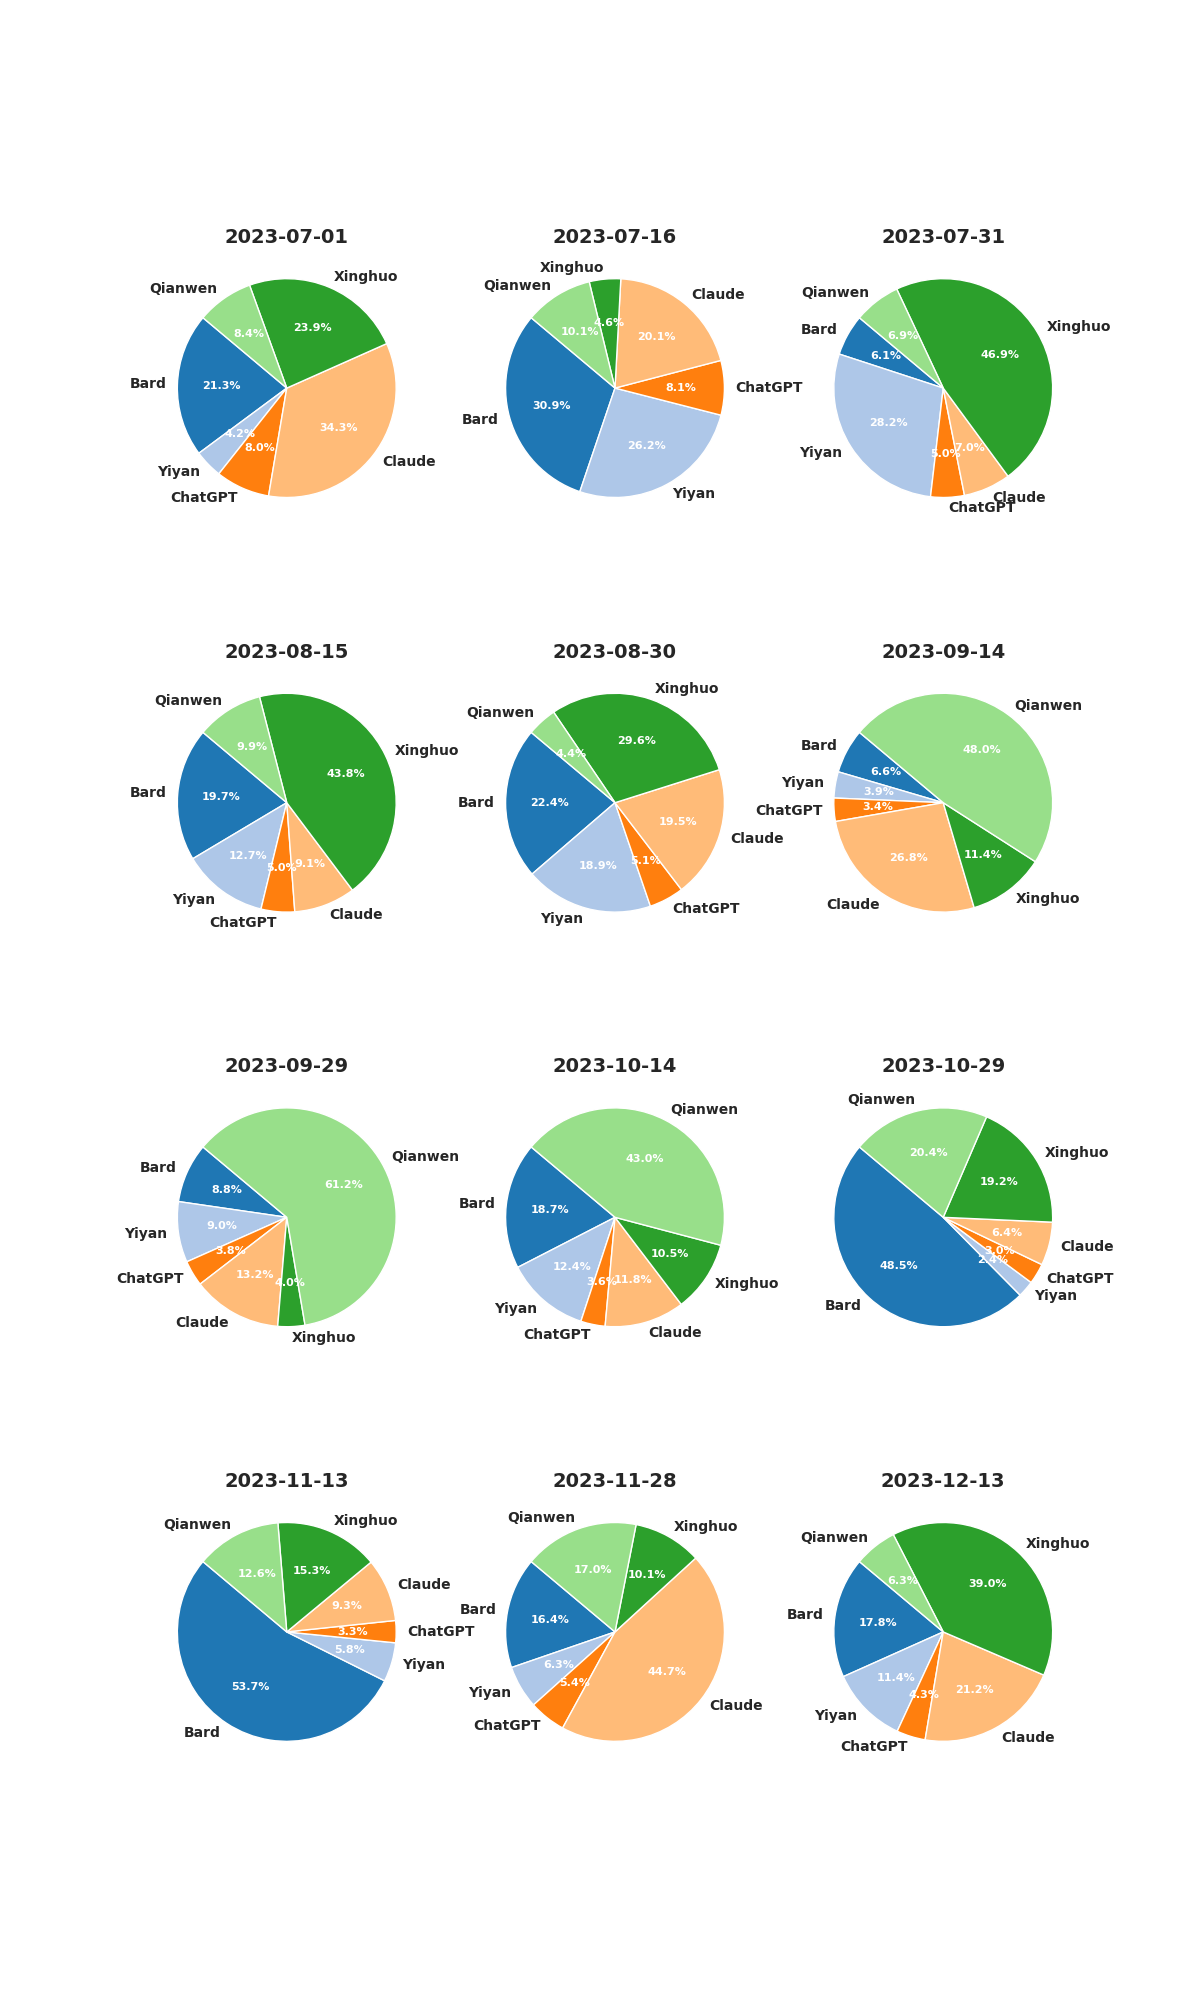 2023-07-01
Xinghuo
Qianwen
23.9%
8.4%
Bard
21.3%
4.2%
34.3%
8.0%
Claude
Yiyan
ChatGPT
2023-07-16
Xinghuo
Qianwen
Claude
4.6%
10.1%
20.1%
ChatGPT
8.1%
30.9%
Bard
26.2%
Yiyan
2023-07-31
Qianwen
Xinghuo
Bard
6.9%
46.9%
6.1%
28.2%
Yiyan
5.0%
7.0%
Claude
ChatGPT
2023-08-15
Qianwen
Xinghuo
9.9%
43.8%
Bard
19.7%
12.7%
5.0%
9.1%
Yiyan
Claude
ChatGPT
2023-08-30
Xinghuo
Qianwen
29.6%
4.4%
Bard
22.4%
19.5%
Claude
18.9%
5.1%
ChatGPT
Yiyan
2023-09-14
Qianwen
Bard
48.0%
6.6%
Yiyan
3.9%
ChatGPT
3.4%
26.8%
11.4%
Claude
Xinghuo
2023-09-29
Qianwen
Bard
61.2%
8.8%
9.0%
Yiyan
3.8%
ChatGPT
13.2%
4.0%
Claude
Xinghuo
2023-10-14
Qianwen
43.0%
Bard
18.7%
10.5%
12.4%
3.6%
11.8%
Xinghuo
Yiyan
Claude
ChatGPT
2023-10-29
Qianwen
Xinghuo
20.4%
19.2%
6.4%
Claude
3.0%
2.4%
48.5%
ChatGPT
Yiyan
Bard
2023-11-13
Qianwen
Xinghuo
12.6%
15.3%
Claude
9.3%
3.3%
ChatGPT
5.8%
Yiyan
53.7%
Bard
2023-11-28
Qianwen
Xinghuo
17.0%
10.1%
Bard
16.4%
6.3%
44.7%
5.4%
Yiyan
Claude
ChatGPT
2023-12-13
Qianwen
Xinghuo
6.3%
39.0%
Bard
17.8%
11.4%
21.2%
4.3%
Yiyan
Claude
ChatGPT